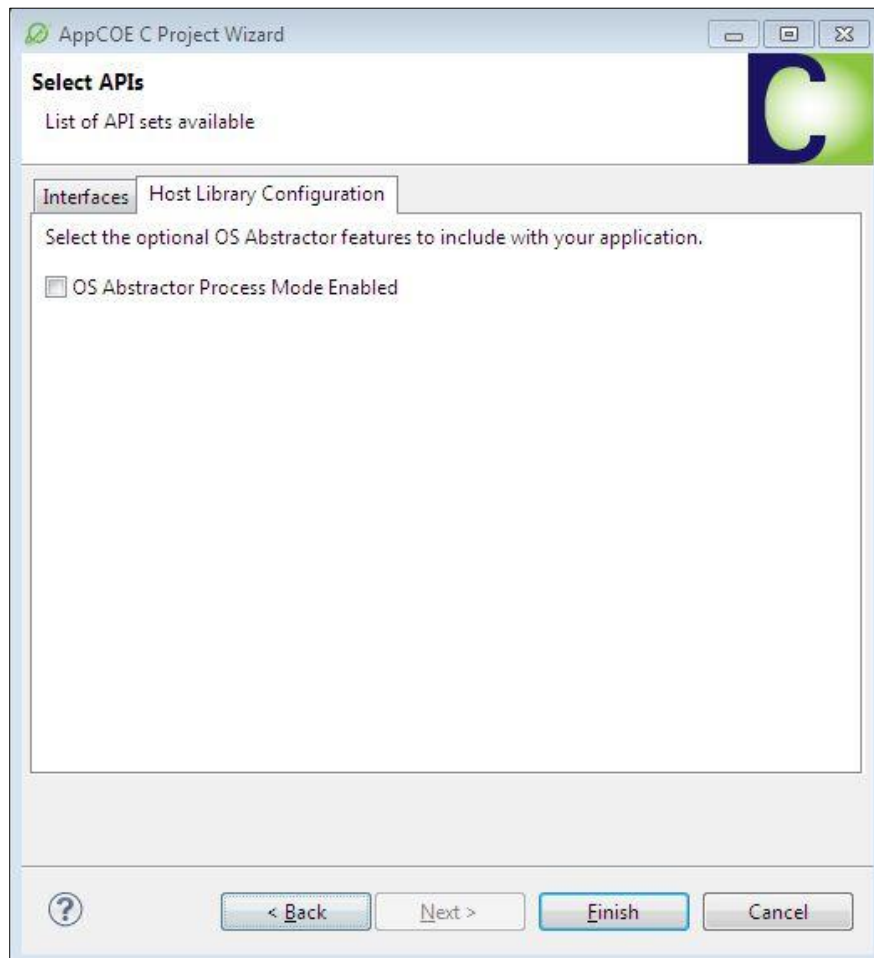 AppCOE C Project Wizard
Select APIs
List of API sets available
C
Interfaces Host Library Configuration
Select the optional OS Abstractor features to include with your application.
OS Abstractor Process Mode Enabled
?
< Back Next > Finish Cancel